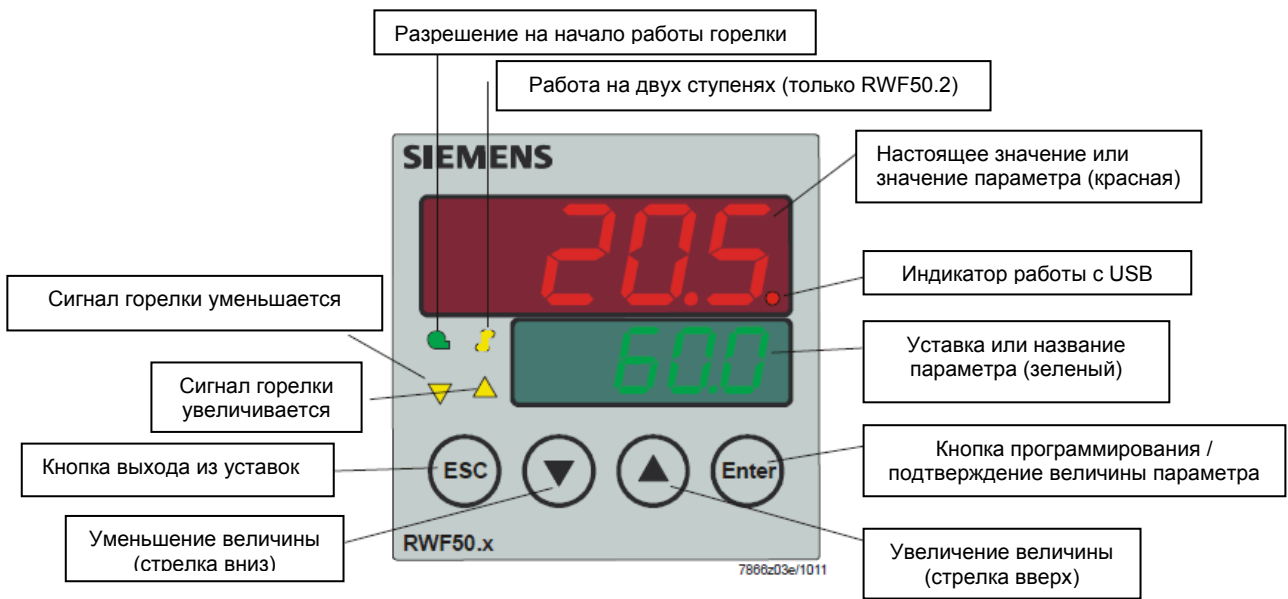 Разрешение на начало работы горелки
Работа на двух ступенях (только RWF50.2)
SIEMENS
Настоящее значение или
значение параметра (красная)
20.5.
Индикатор работы с USB
Сигнал горелки уменьшается
60.0
Уставка или название
параметра (зеленый)
Сигнал горелки
увеличивается
Кнопка выхода из уставок
ESC
Enter
Кнопка программирования /
подтверждение величины параметра
Уменьшение величины
(стрелка вниз)
RWF50.x
7866z03e/1011
Увеличение величины
(стрелка вверх)